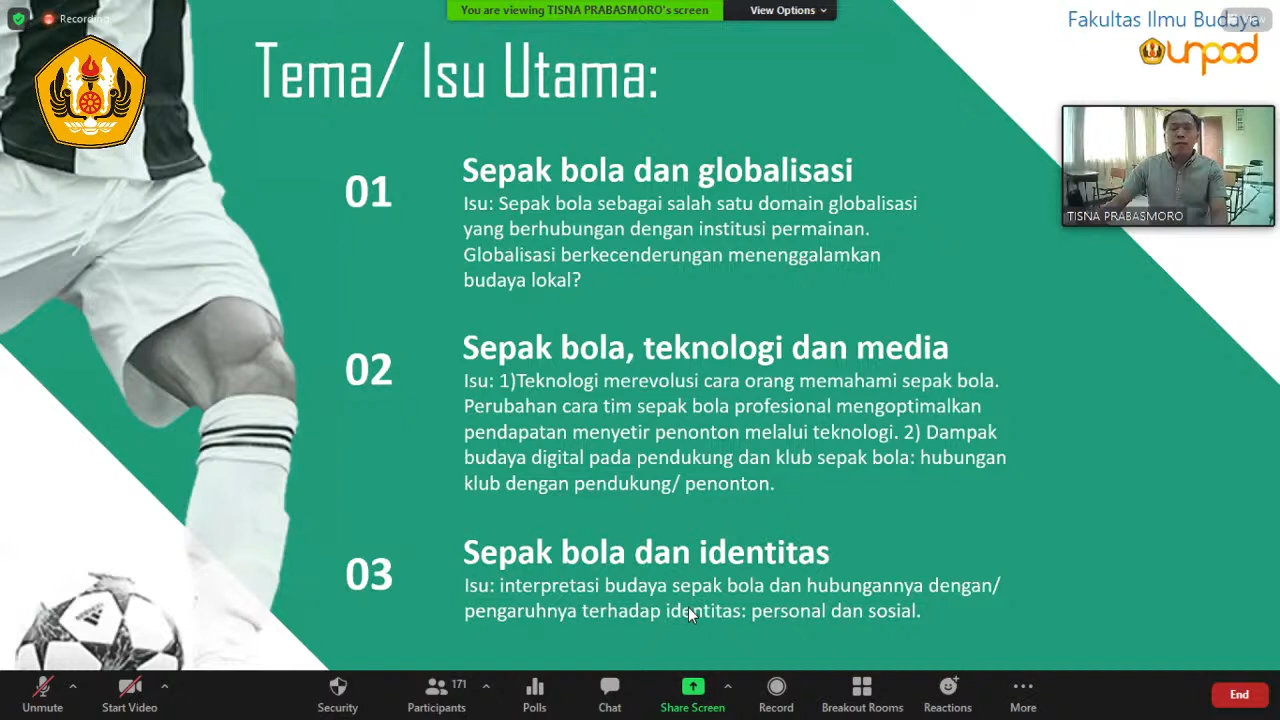 Recording
You are viewing TISNA PRABASMORO's screen
View Options
Fakultas Ilmu Budaya
unpad
Tema/ Isu Utama:
TISNA PRABASMORO
01
Sepak bola dan globalisasi
Isu: Sepak bola sebagai salah satu domain globalisasi
yang berhubungan dengan institusi permainan.
Globalisasi berkecenderungan menenggalamkan
budaya lokal?
02
Sepak bola, teknologi dan media
Isu: 1)Teknologi merevolusi cara orang memahami sepak bola.
Perubahan cara tim sepak bola profesional mengoptimalkan
pendapatan menyetir penonton melalui teknologi. 2) Dampak
budaya digital pada pendukung dan klub sepak bola: hubungan
klub dengan pendukung/ penonton.
03
Sepak bola dan identitas
Isu: interpretasi budaya sepak bola dan hubungannya dengan/
pengaruhnya terhadap identitas: personal dan sosial.
Unmute
Start Video
Security
Participants
171
Polls
Chat
Share Screen
Record
Breakout Rooms
Reactions
More
End